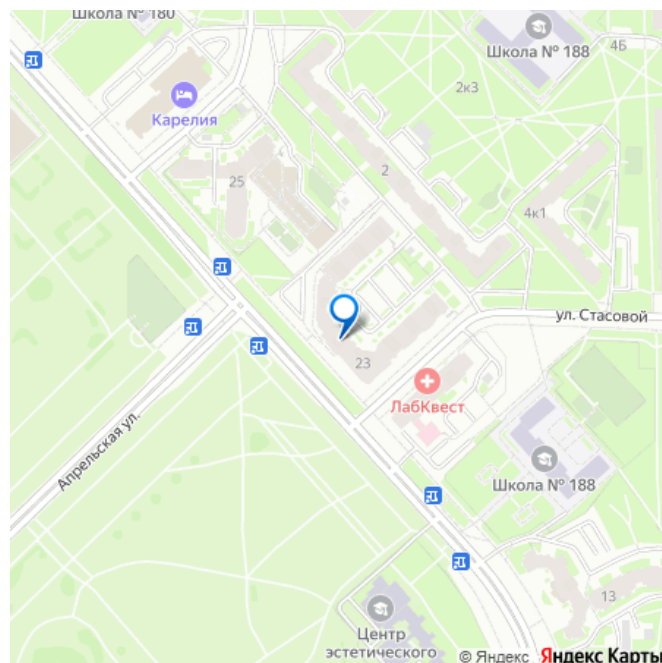 Школа № 180
Школа № 188
4Б
2к3
Карелия
2
25
4к1
ул. Стасовой
23
ЛабКвест
Апрельская ул.
Школа № 188
13
Центр
эстетического
© Яндекс Яндекс Карты